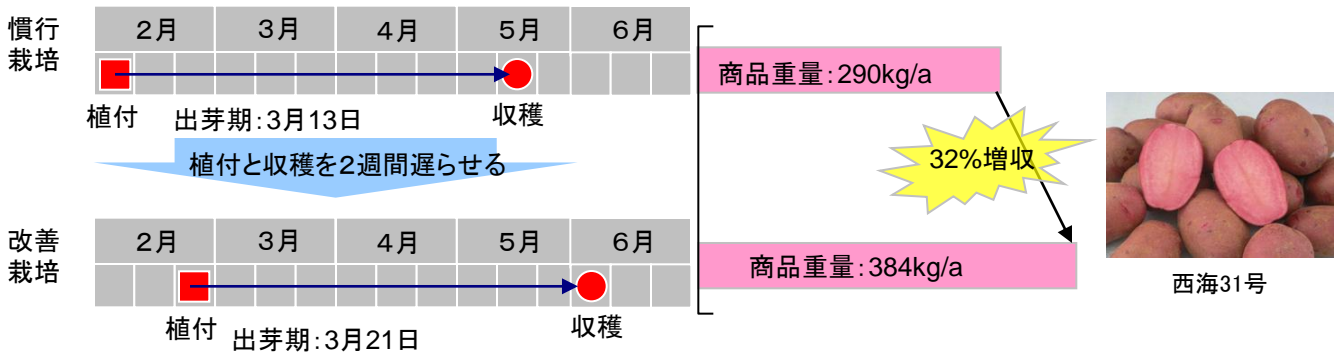 慣行
栽培
２月 ３月 ４月 ５月 ６月
植付
出芽期：3月13日
収穫
植付と収穫を２週間遅らせる
改善
栽培
２月 ３月 ４月 ５月 ６月
植付
出芽期：3月21日
収穫
商品重量：290kg/a
32%増収
商品重量：384kg/a
西海31号